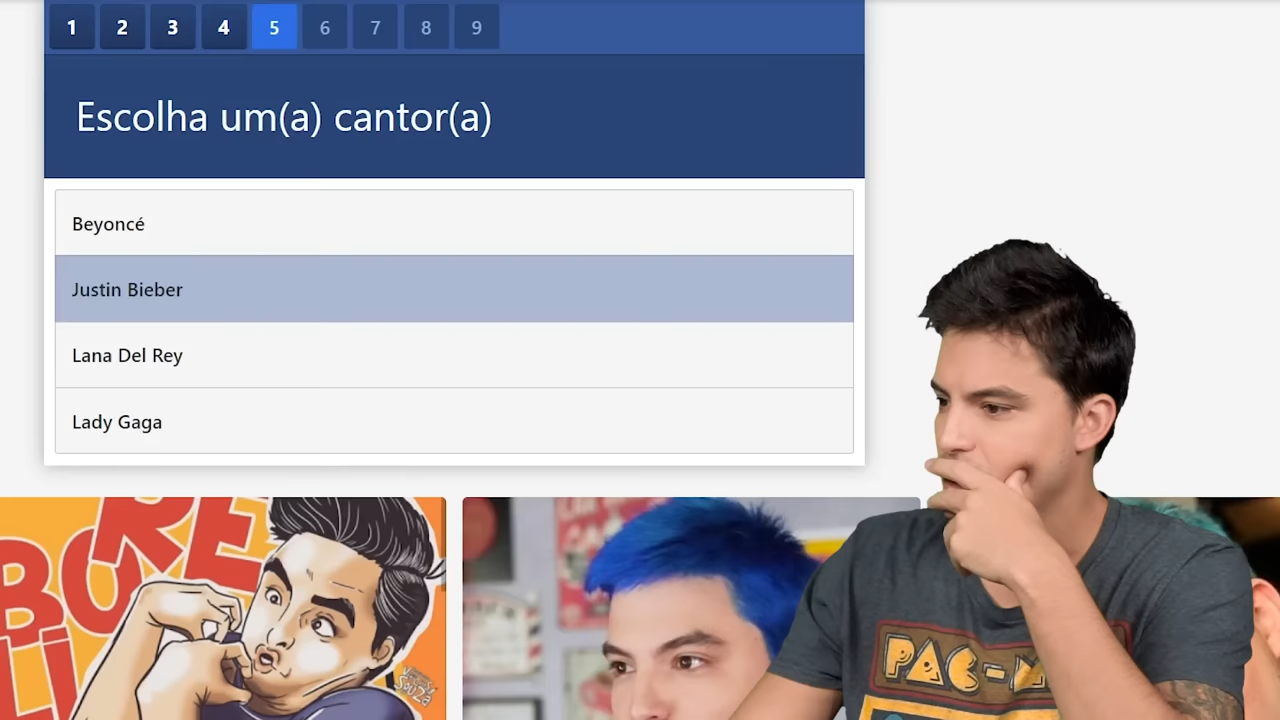 1 2 3 4 5 6 7 8 9
Escolha um(a) cantor(a)
Beyoncé
Justin Bieber
Lana Del Rey
Lady Gaga
PAC-M